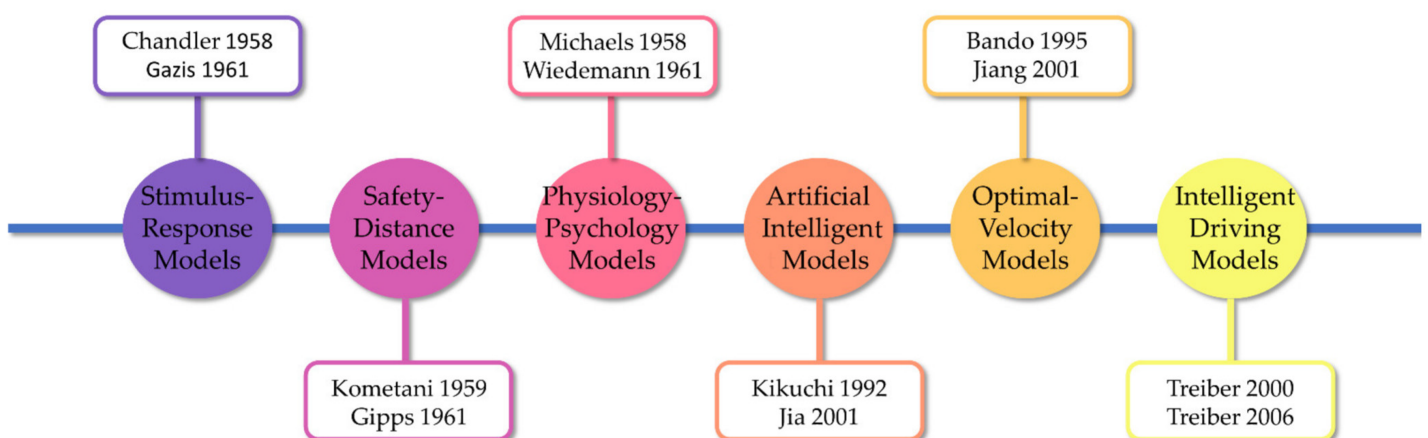 Chandler 1958
Gazis 1961
Michaels 1958
Wiedemann 1961
Bando 1995
Jiang 2001
Stimulus-
Response
Models
Safety-
Distance
Models
Physiology-
Psychology
Models
Artificial
Intelligent
Models
Optimal-
Velocity
Models
Intelligent
Driving
Models
Kometani 1959
Gipps 1961
Kikuchi 1992
Jia 2001
Treiber 2000
Treiber 2006